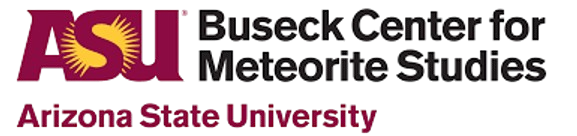 ASU® Buseck Center for
Meteorite Studies
Arizona State University